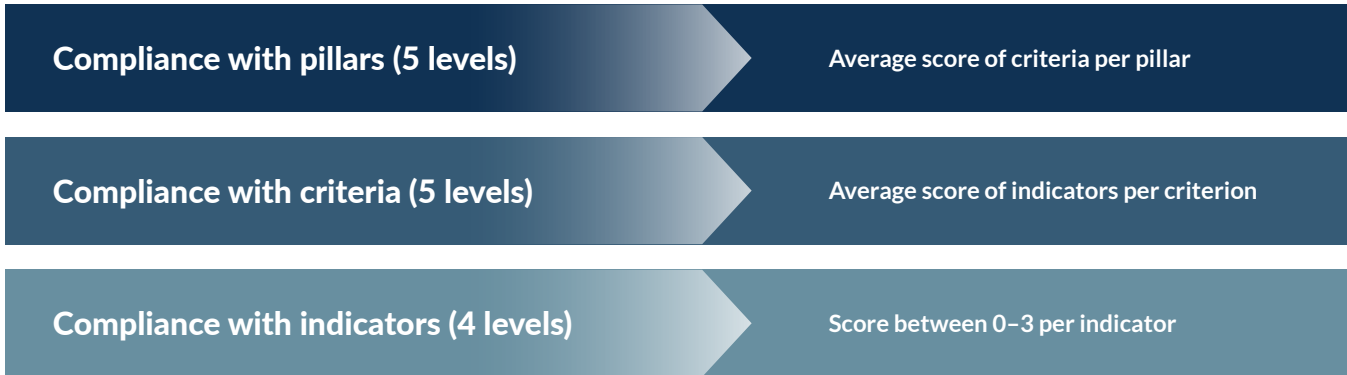 Compliance with pillars (5 levels)
Average score of criteria per pillar
Compliance with criteria (5 levels)
Average score of indicators per criterion
Compliance with indicators (4 levels)
Score between 0–3 per indicator